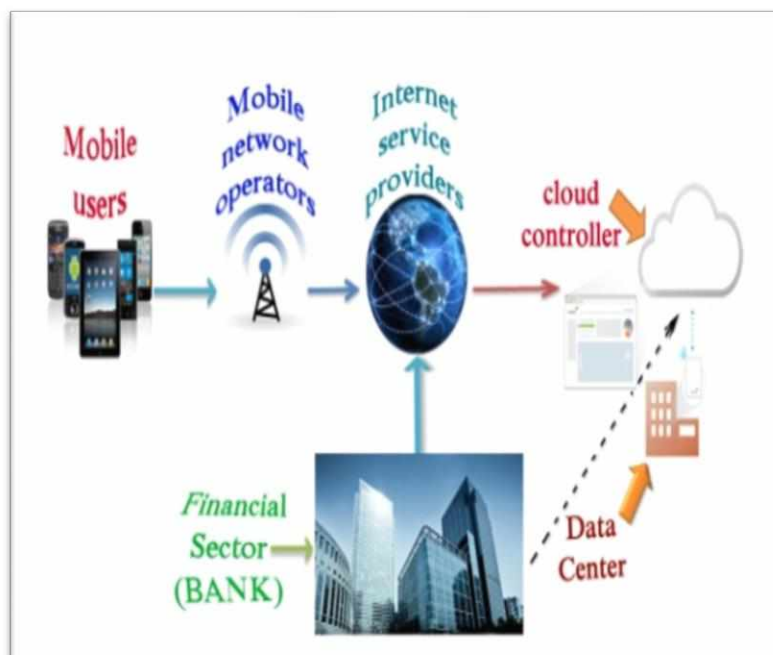 Mobile
users
Mobile
network
operators
Internet
service
providers
cloud
controller
Financial
Sector
(BANK)
Data
Center